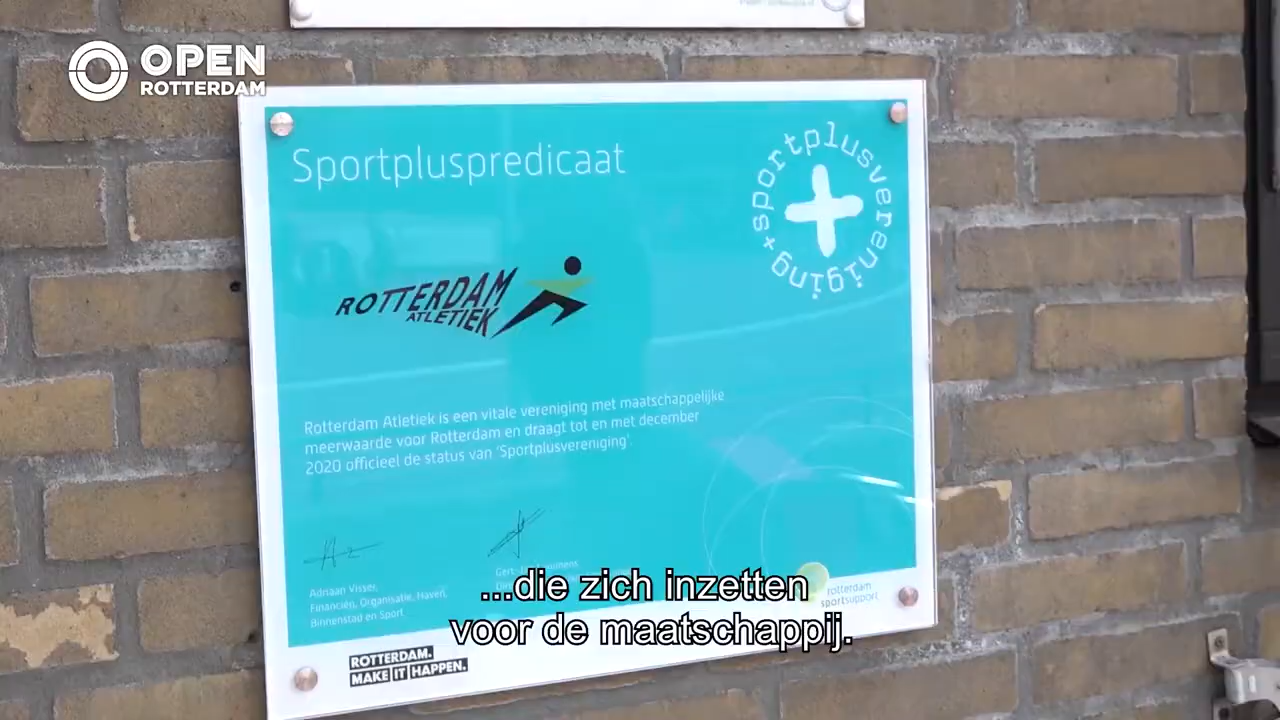 OPEN
ROTTERDAM
Sportpluspredicaat
sportplusvereniging+
ROTTERDAM
ATLETIEK
Rotterdam Atletiek is een vitale vereniging met maatschappelijke
meerwaarde voor Rotterdam en draagt tot en met december
2020 officieel de status van 'Sportplusvereniging'.
Adriaan Visser,
Financiën, Organisatie, Haven,
Binnenstad en Sport
Gert-
...die zich inzetten
voor de maatschappij.
rotterdam
sportsupport
ROTTERDAM.
MAKE IT HAPPEN.